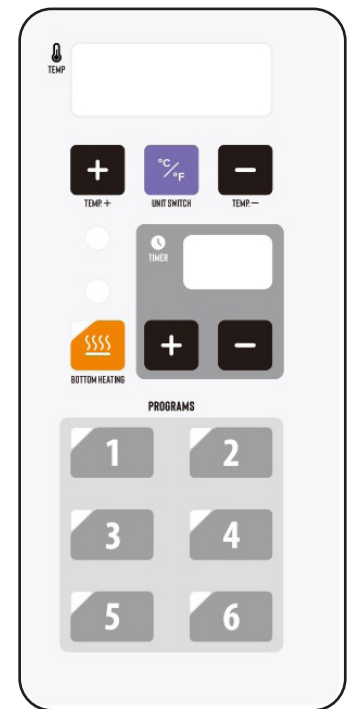 TEMP
°C/°F
TEMP. + UNIT SWITCH TEMP. −
TIMER
BOTTOM HEATING
PROGRAMS
1 2
3 4
5 6